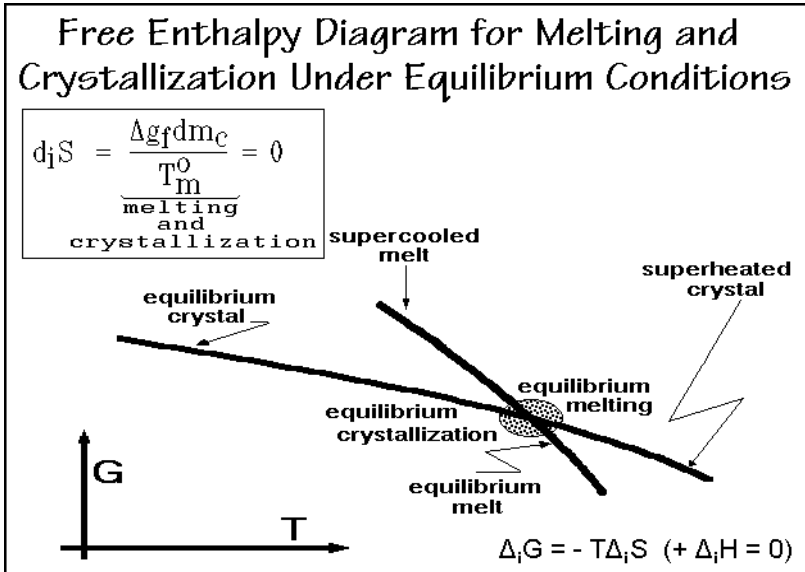 Free Enthalpy Diagram for Melting and
Crystallization Under Equilibrium Conditions
dᵢS = Δg_f dm_c / T_m^o = 0
melting
and
crystallization
supercooled
melt
superheated
crystal
equilibrium
crystal
equilibrium
melting
equilibrium
crystallization
equilibrium
melt
G
T
ΔᵢG = - TΔᵢS (+ ΔᵢH = 0)